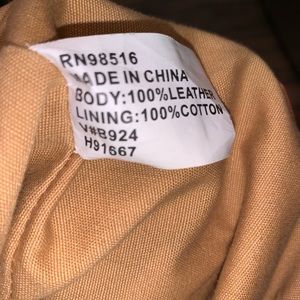 RN98516
MADE IN CHINA
BODY:100%LEATHER
LINING:100%COTTON
V#B924
H91667